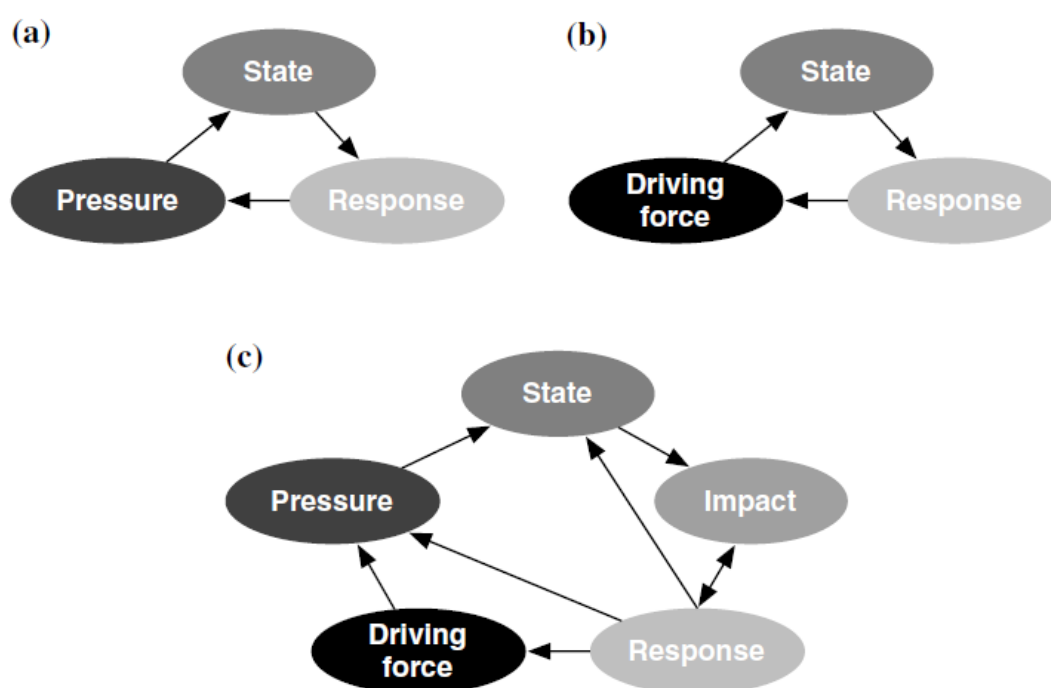 (a)
State
Pressure
Response
(b)
State
Driving
force
Response
(c)
State
Pressure
Impact
Driving
force
Response